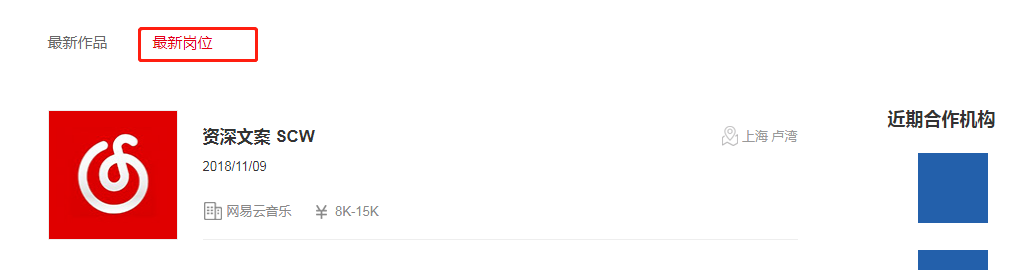 最新作品 最新岗位
资深文案 SCW
上海 卢湾
2018/11/09
网易云音乐 ¥ 8K-15K
近期合作机构